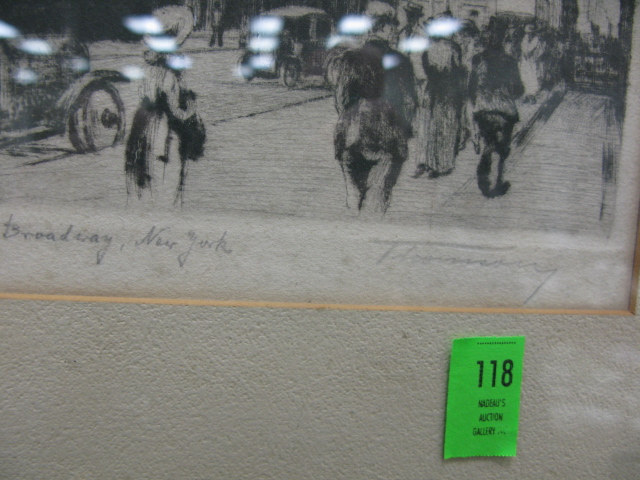 Broadway, New York
118
NADEAU'S
AUCTION
GALLERY